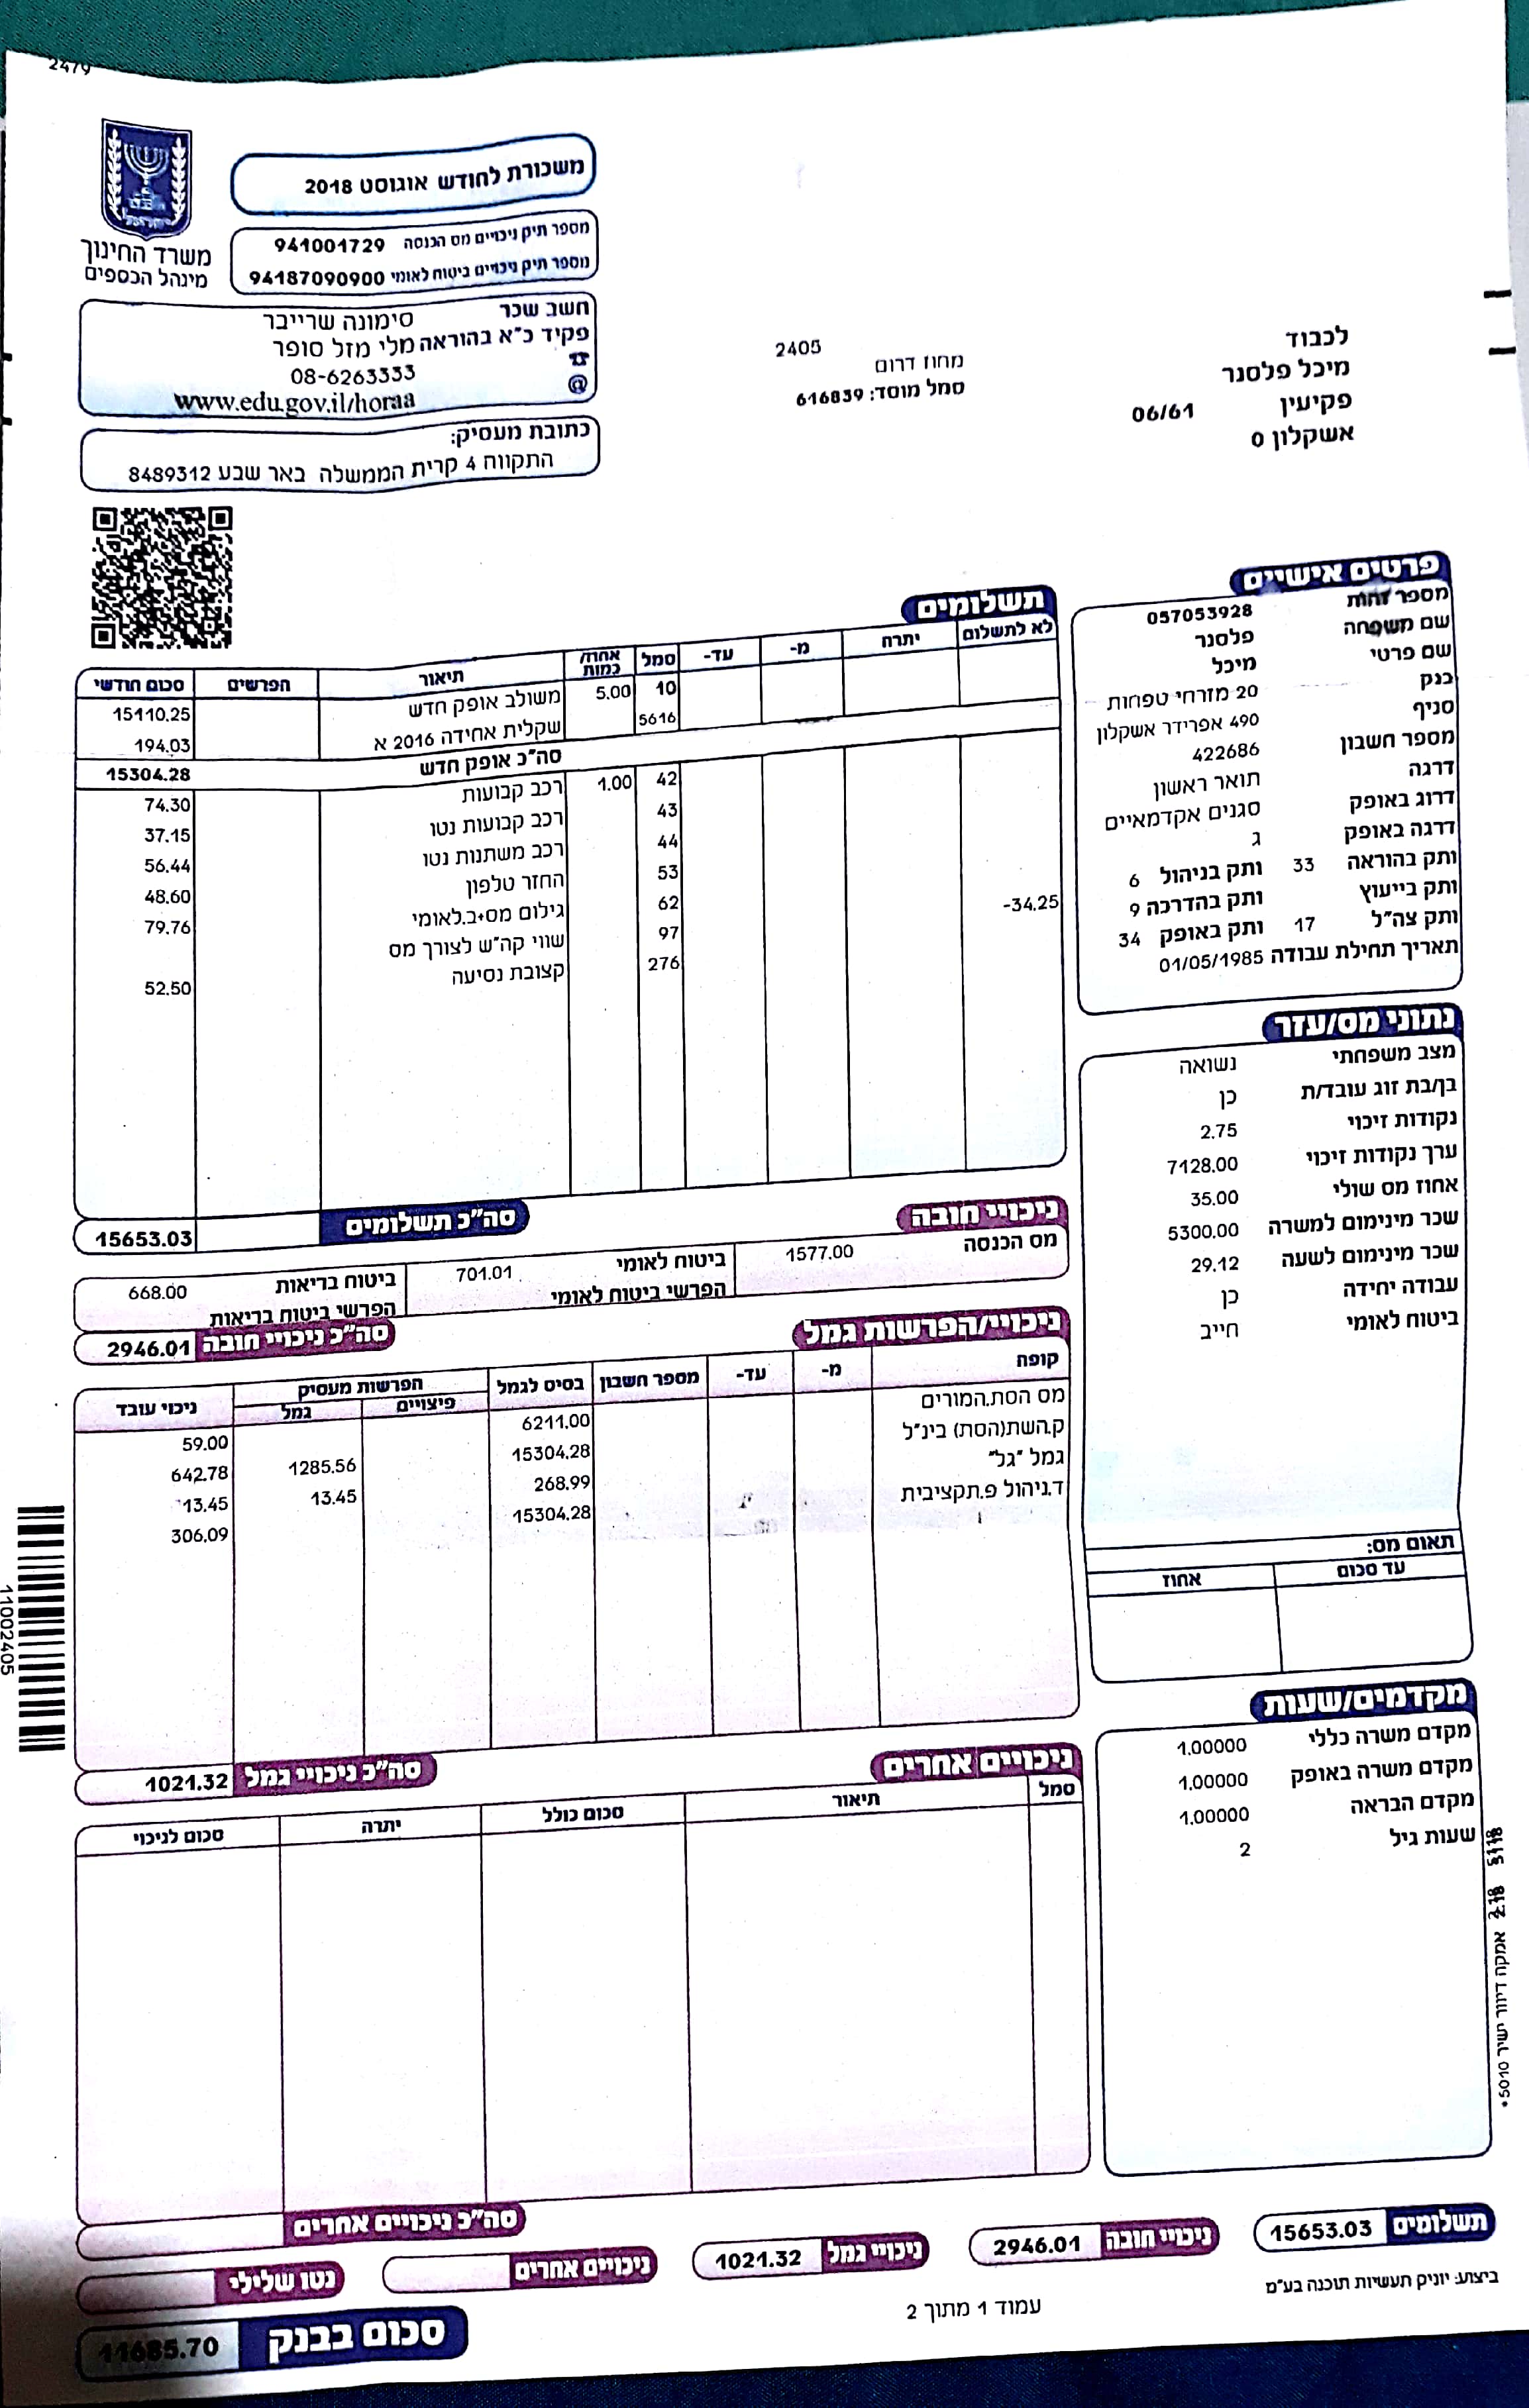 2479
משרד החינוך
מינהל הכספים
משכורת לחודש אוגוסט 2018
מספר תיק ניכויים מס הכנסה 941001729
מספר תיק ניכויים ביטוח לאומי 94187090900
חשב שכר סימונה שרייבר
פקיד כ"א בהוראה מלי מזל סופר
08-6263333
@ www.edu.gov.il/horaa
כתובת מעסיק:
התקווה 4 קרית הממשלה באר שבע 8489312
2405
מחוז דרום
סמל מוסד: 616839
לכבוד
מיכל פלסנר
פקיעין 06/61
אשקלון 0
פרטים אישיים
מספר זהות 057053928
שם משפחה פלסנר
שם פרטי מיכל
בנק 20 מזרחי טפחות
סניף 490 אפרידר אשקלון
מספר חשבון 422686
דרגה תואר ראשון
דרוג באופק סגנים אקדמאיים
דרגה באופק ג
ותק בהוראה 33 ותק בניהול 6
ותק בייעוץ ותק בהדרכה 9
ותק צה"ל 17 ותק באופק 34
תאריך תחילת עבודה 01/05/1985
תשלומים
לא לתשלום יתרה מ- עד- סמל אחוז/כמות תיאור הפרשים סכום חודשי
10 5.00 משולב אופק חדש 15110.25
5616 שקלית אחידה 2016 א 194.03
סה"כ אופק חדש 15304.28
42 1.00 רכב קבועות 74.30
43 רכב קבועות נטו 37.15
44 רכב משתנות נטו 56.44
53 החזר טלפון 48.60
62 גילום מס+ב.לאומי 79.76
-34.25 97 שווי קה"ש לצורך מס
276 קצובת נסיעה 52.50
סה"כ תשלומים 15653.03
נתוני מס/עזר
מצב משפחתי נשואה
בן/בת זוג עובד/ת כן
נקודות זיכוי 2.75
ערך נקודות זיכוי 7128.00
אחוז מס שולי 35.00
שכר מינימום למשרה 5300.00
שכר מינימום לשעה 29.12
עבודה יחידה כן
ביטוח לאומי חייב
תאום מס:
עד סכום אחוז
ניכויי חובה
מס הכנסה 1577.00 ביטוח לאומי 701.01 ביטוח בריאות 668.00
הפרשי ביטוח לאומי הפרשי ביטוח בריאות
סה"כ ניכויי חובה 2946.01
ניכויי/הפרשות גמל
קופה מ- עד- מספר חשבון בסיס לגמל הפרשות מעסיק ניכוי עובד
פיצויים גמל
מס הסת.המורים 6211.00 59.00
ק.השת(הסת) בינ"ל 15304.28 1285.56 642.78
גמל "גל" 268.99 13.45 13.45
ד.ניהול פ.תקציבית 15304.28 306.09
סה"כ ניכויי גמל 1021.32
11002405
מקדמים/שעות
מקדם משרה כללי 1.00000
מקדם משרה באופק 1.00000
מקדם הבראה 1.00000
שעות גיל 2
ניכויים אחרים
סמל תיאור סכום כולל יתרה סכום לניכוי
סה"כ ניכויים אחרים
תשלומים 15653.03
ניכויי חובה 2946.01
ניכויי גמל 1021.32
ניכויים אחרים
נטו שלילי
סכום בבנק 11685.70
עמוד 1 מתוך 2
ביצוע: יוניק תעשיות תוכנה בע"מ
* 5010 אמקה דיוור ישיר 2.18 5118